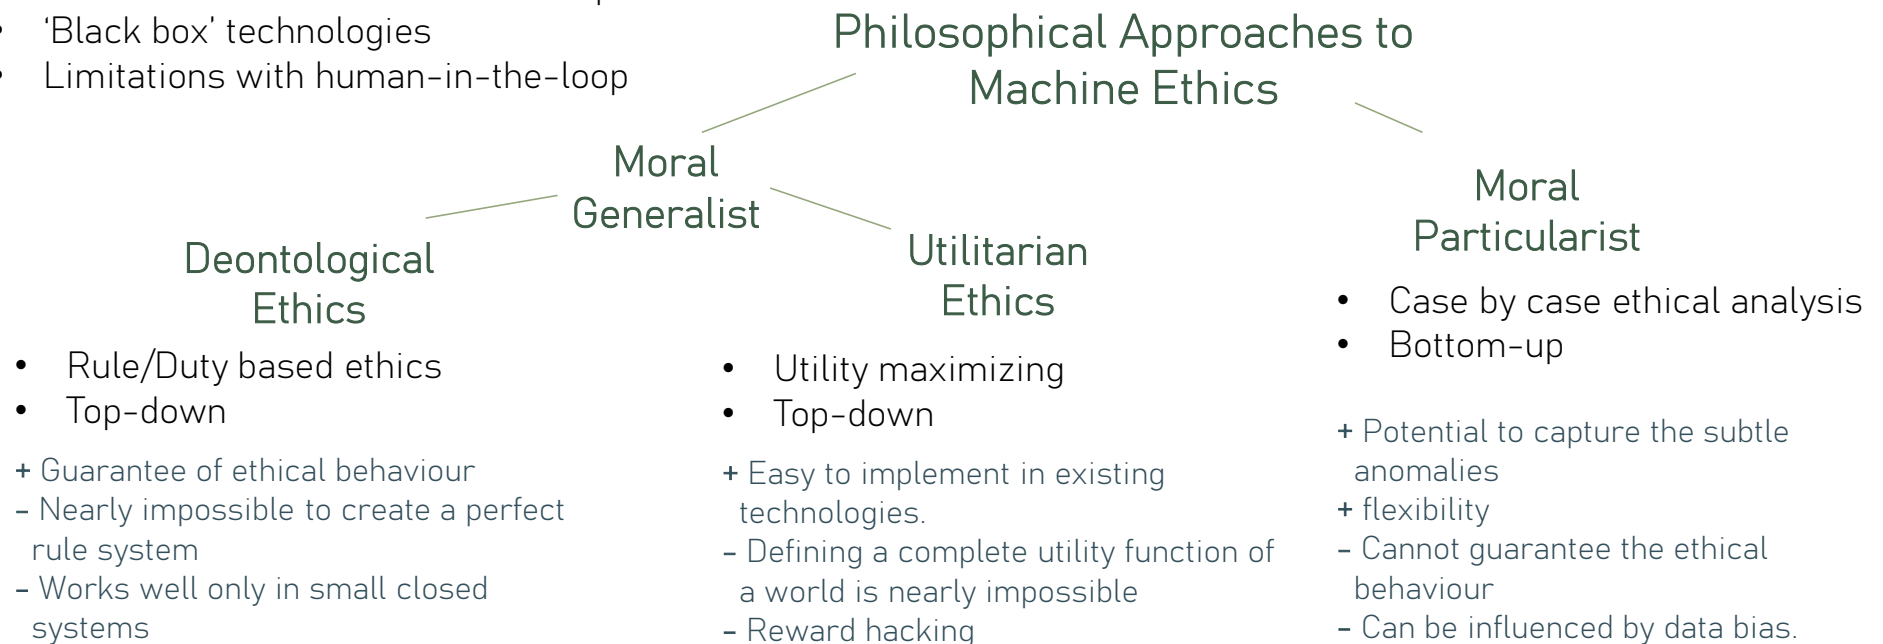 • ‘Black box’ technologies
• Limitations with human-in-the-loop
Philosophical Approaches to
Machine Ethics
Moral
Generalist
Deontological
Ethics
• Rule/Duty based ethics
• Top-down
+ Guarantee of ethical behaviour
- Nearly impossible to create a perfect
rule system
- Works well only in small closed
systems
Utilitarian
Ethics
• Utility maximizing
• Top-down
+ Easy to implement in existing
technologies.
- Defining a complete utility function of
a world is nearly impossible
- Reward hacking
Moral
Particularist
• Case by case ethical analysis
• Bottom-up
+ Potential to capture the subtle
anomalies
+ flexibility
- Cannot guarantee the ethical
behaviour
- Can be influenced by data bias.